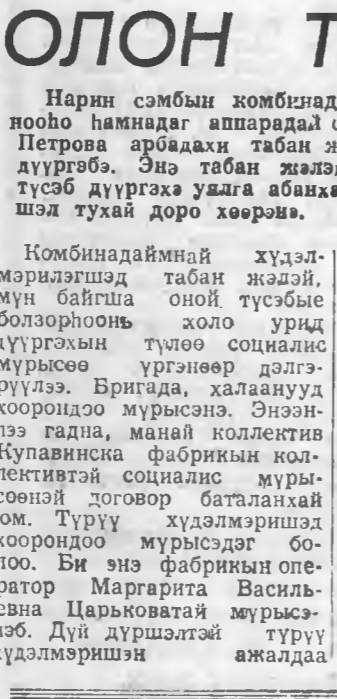 ОЛОН Т
Нарин сэмбын комбинад
нооһо һамнадаг аппарадай
Петрова арбадахи табан ж
дүүргэбэ. Энэ табан жэлэ
түсэб дүүргэхэ уялга абанха
шэл тухай доро хөөрэнэ.
Комбинадаймнай хүдэл-
мэрилэгшэд табан жэлэй,
мүн байгша оной түсэбые
болзорһоонь холо урид
дүүргэхын түлөө социалис
мүрысөө үргэнөөр дэлгэ-
рүүлээ. Бригада, халаанууд
хоорондоо мүрысэнэ. Энээн-
һээ гадна, манай коллектив
Купавинска фабрикын кол-
лективтэй социалис мүры-
сөөнэй договор баталанхай
юм. Түрүү хүдэлмэришэд
хоорондоо мүрысэдэг бо-
лоо. Би энэ фабрикын опе-
ратор Маргарита Василь-
евна Царьковатай мүрысэ-
нэб. Дүй дүршэлтэй түрүү
хүдэлмэришэн ажалдаа